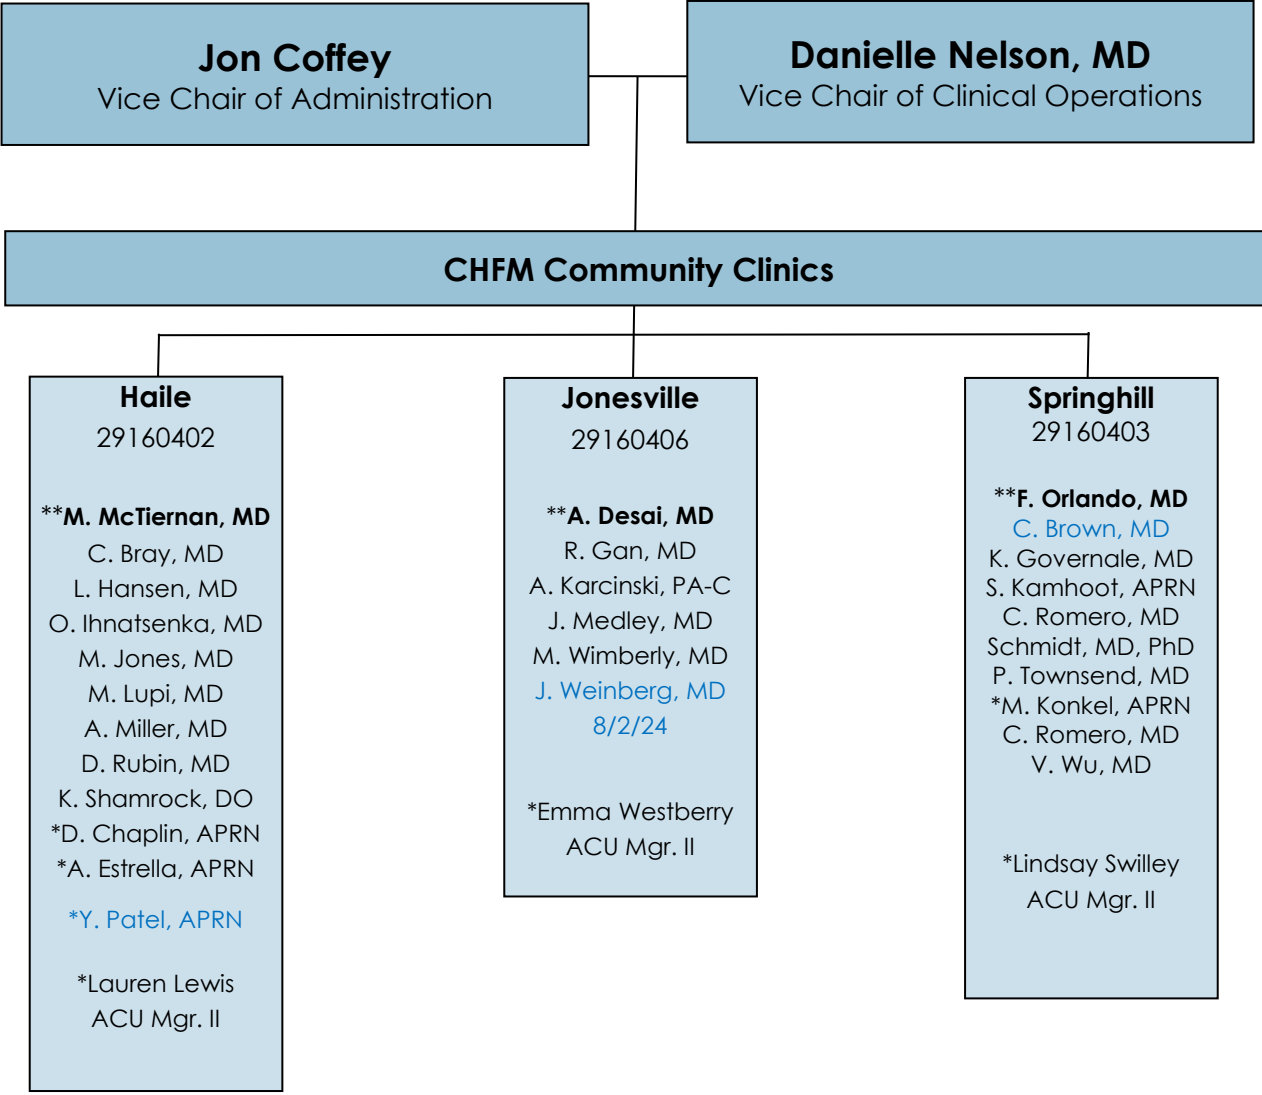 Jon Coffey
Vice Chair of Administration
Danielle Nelson, MD
Vice Chair of Clinical Operations
CHFM Community Clinics
Haile
29160402
**M. McTiernan, MD
C. Bray, MD
L. Hansen, MD
O. Ihnatsenka, MD
M. Jones, MD
M. Lupi, MD
A. Miller, MD
D. Rubin, MD
K. Shamrock, DO
*D. Chaplin, APRN
*A. Estrella, APRN
*Y. Patel, APRN
*Lauren Lewis
ACU Mgr. II
Jonesville
29160406
**A. Desai, MD
R. Gan, MD
A. Karcinski, PA-C
J. Medley, MD
M. Wimberly, MD
J. Weinberg, MD
8/2/24
*Emma Westberry
ACU Mgr. II
Springhill
29160403
**F. Orlando, MD
C. Brown, MD
K. Governale, MD
S. Kamhoot, APRN
C. Romero, MD
Schmidt, MD, PhD
P. Townsend, MD
*M. Konkel, APRN
C. Romero, MD
V. Wu, MD
*Lindsay Swilley
ACU Mgr. II